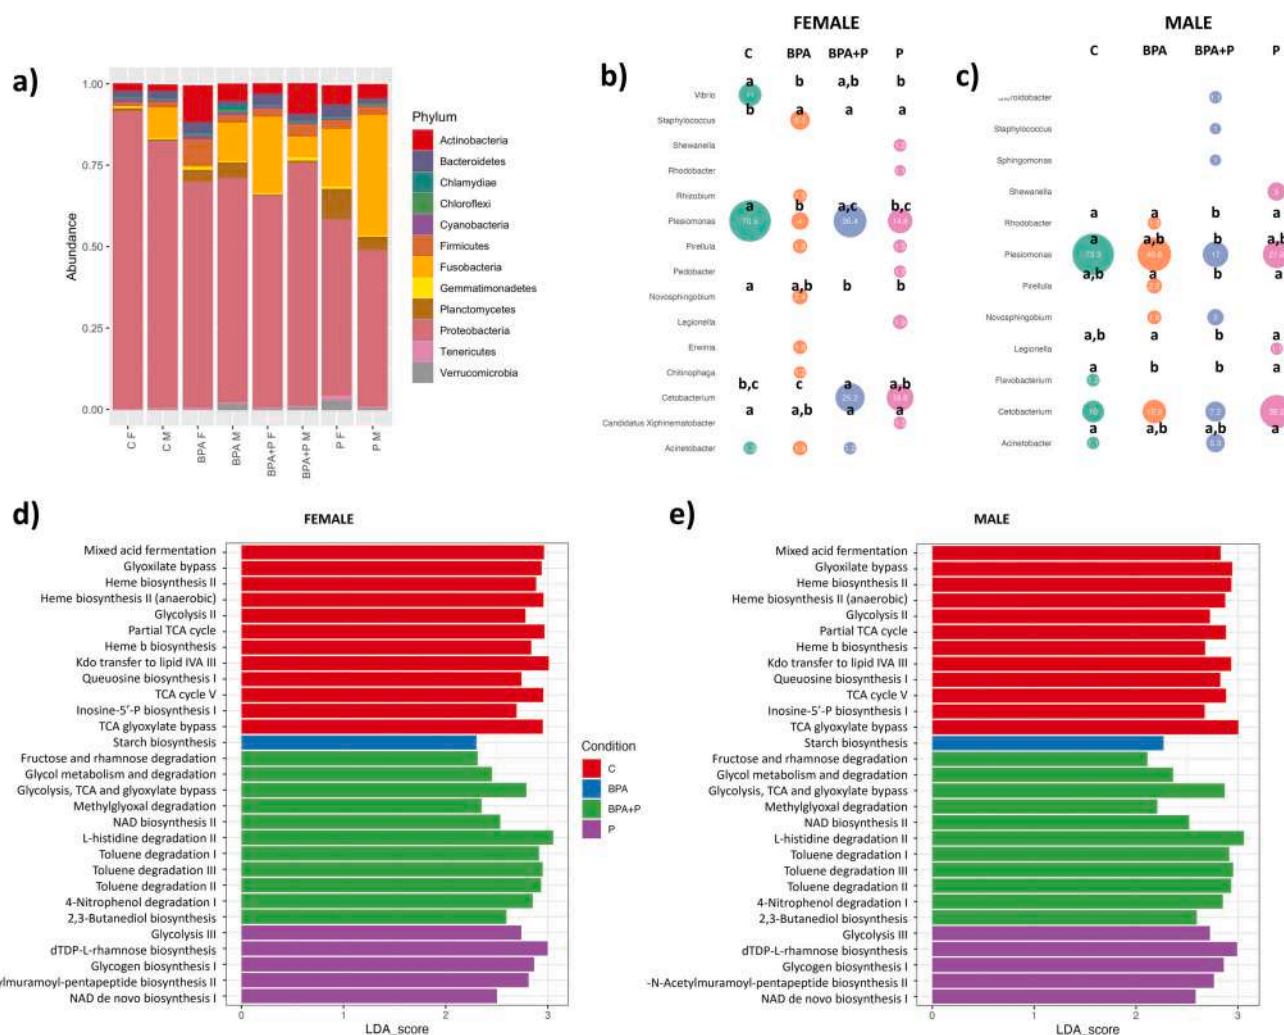 a)
1.00
0.75
0.50
0.25
0.00
Abundance
C F
C M
BPA F
BPA M
BPA+P F
BPA+P M
P F
P M
Phylum
Actinobacteria
Bacteroidetes
Chlamydiae
Chloroflexi
Cyanobacteria
Firmicutes
Fusobacteria
Gemmatimonadetes
Planctomycetes
Proteobacteria
Tenericutes
Verrucomicrobia
FEMALE
b)
C BPA BPA+P P
a b a,b b
Vibrio
b a a a
Staphylococcus
Shewanella
Rhodobacter
Rhizobium
a b a,c b,c
Plesiomonas
Pirellula
Pedobacter
a a,b b b
Novosphingobium
Legionella
Erwinia
Chitinophaga
b,c c a a,b
Cetobacterium
a a,b a a
Candidatus Xiphinematobacter
Acinetobacter
MALE
c)
C BPA BPA+P P
Staphylococcus
Sphingomonas
Shewanella
a a b a
Rhodobacter
a a,b b a,b
Plesiomonas
a,b a b a
Pirellula
Novosphingobium
a,b a b a
Legionella
a b b a
Flavobacterium
Cetobacterium
a a,b a,b a
Acinetobacter
d)
FEMALE
Mixed acid fermentation
Glyoxilate bypass
Heme biosynthesis II
Heme biosynthesis II (anaerobic)
Glycolysis II
Partial TCA cycle
Heme b biosynthesis
Kdo transfer to lipid IVA III
Queuosine biosynthesis I
TCA cycle V
Inosine-5'-P biosynthesis I
TCA glyoxylate bypass
Starch biosynthesis
Fructose and rhamnose degradation
Glycol metabolism and degradation
Glycolysis, TCA and glyoxylate bypass
Methylglyoxal degradation
NAD biosynthesis II
L-histidine degradation II
Toluene degradation I
Toluene degradation III
Toluene degradation II
4-Nitrophenol degradation I
2,3-Butanediol biosynthesis
Glycolysis III
dTDP-L-rhamnose biosynthesis
Glycogen biosynthesis I
ylmuramoyl-pentapeptide biosynthesis II
NAD de novo biosynthesis I
0 1 2 3
LDA_score
Condition
C
BPA
BPA+P
P
e)
MALE
Mixed acid fermentation
Glyoxilate bypass
Heme biosynthesis II
Heme biosynthesis II (anaerobic)
Glycolysis II
Partial TCA cycle
Heme b biosynthesis
Kdo transfer to lipid IVA III
Queuosine biosynthesis I
TCA cycle V
Inosine-5'-P biosynthesis I
TCA glyoxylate bypass
Starch biosynthesis
Fructose and rhamnose degradation
Glycol metabolism and degradation
Glycolysis, TCA and glyoxylate bypass
Methylglyoxal degradation
NAD biosynthesis II
L-histidine degradation II
Toluene degradation I
Toluene degradation III
Toluene degradation II
4-Nitrophenol degradation I
2,3-Butanediol biosynthesis
Glycolysis III
dTDP-L-rhamnose biosynthesis
Glycogen biosynthesis I
-N-Acetylmuramoyl-pentapeptide biosynthesis II
NAD de novo biosynthesis I
0 1 2 3
LDA_score